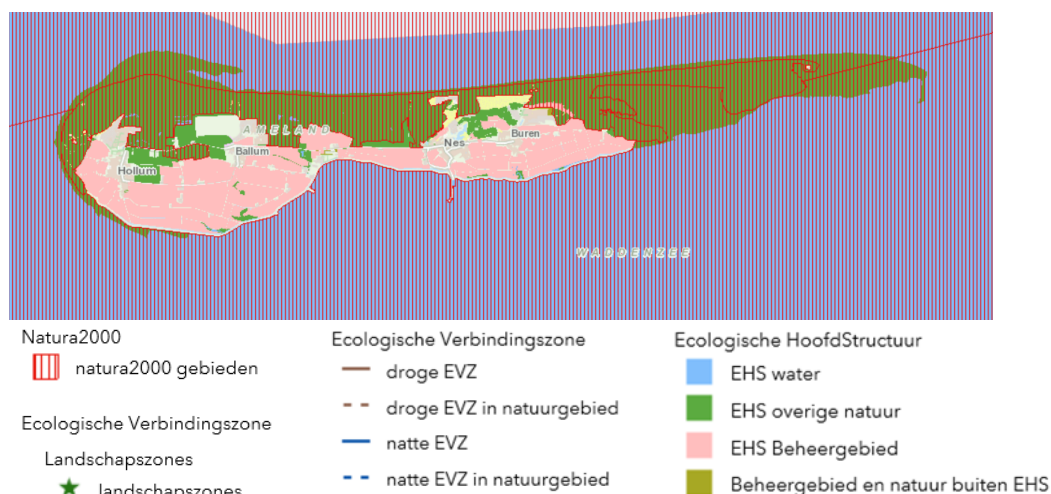 AMELAND
Buren
Nes
Ballum
Hollum
WADDENZEE
Natura2000
natura2000 gebieden
Ecologische Verbindingszone
Landschapszones
landschapszones
Ecologische Verbindingszone
droge EVZ
droge EVZ in natuurgebied
natte EVZ
natte EVZ in natuurgebied
Ecologische HoofdStructuur
EHS water
EHS overige natuur
EHS Beheergebied
Beheergebied en natuur buiten EHS